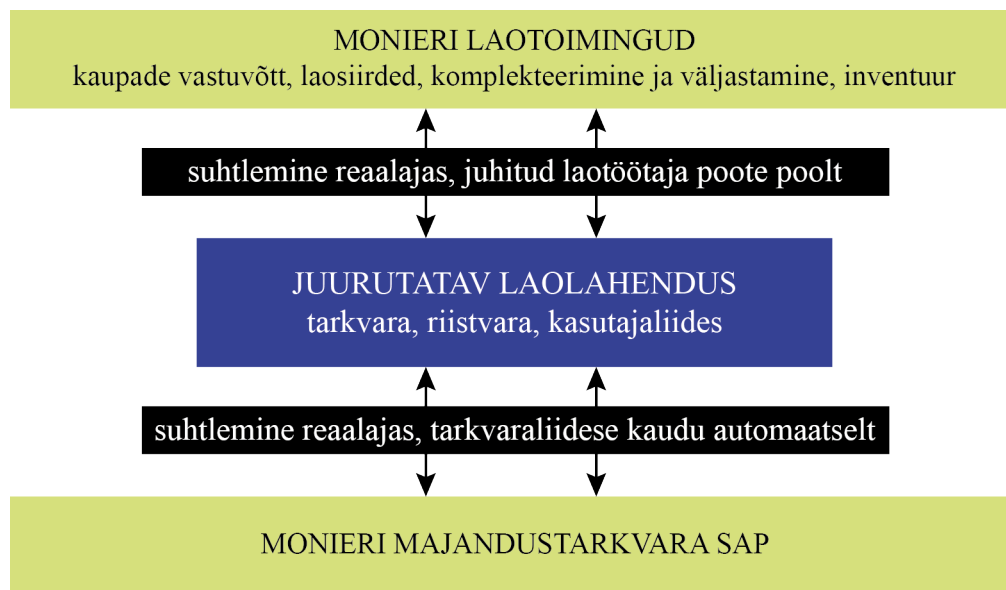 MONIERI LAOTOIMINGUD
kaupade vastuvõtt, laosiirded, komplekteerimine ja väljastamine, inventuur
suhtlemine reaalajas, juhitud laotöötaja poote poolt
JUURUTATAV LAOLAHENDUS
tarkvara, riistvara, kasutajaliides
suhtlemine reaalajas, tarkvaraliidese kaudu automaatselt
MONIERI MAJANDUSTARKVARA SAP